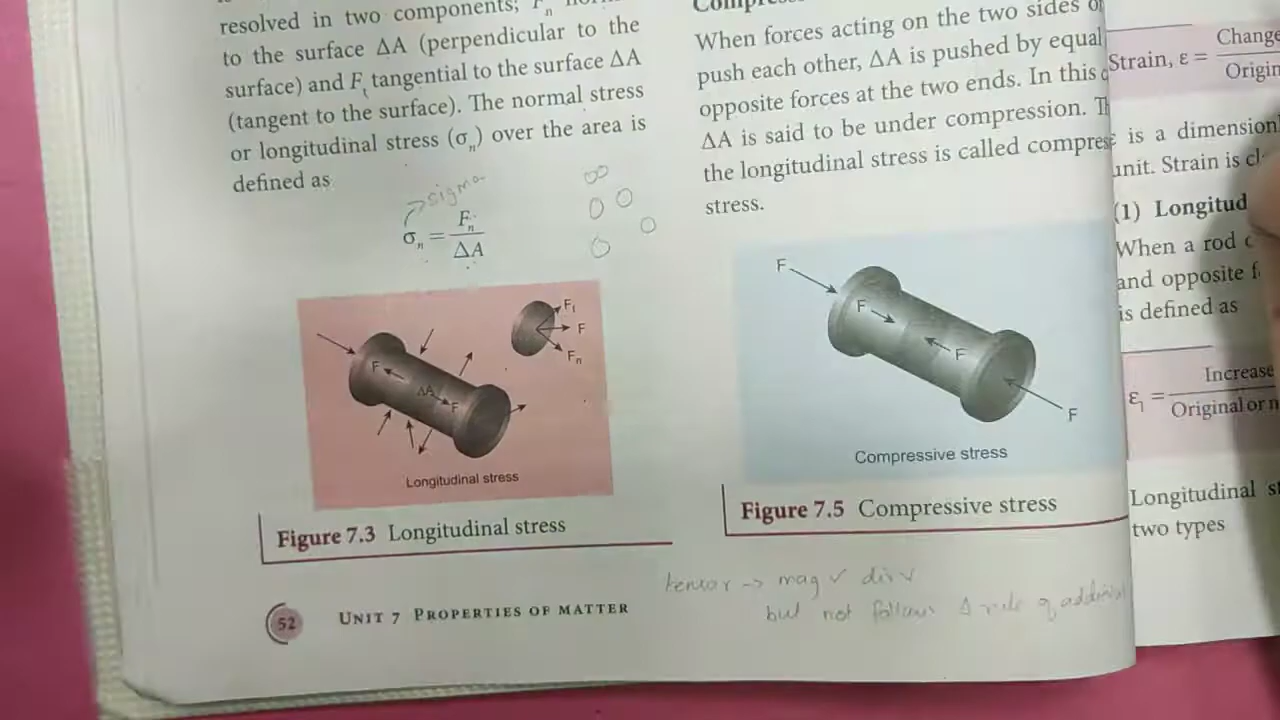 resolved in two components; Fn
to the surface ΔA (perpendicular to the
surface) and Ft tangential to the surface ΔA
(tangent to the surface). The normal stress
or longitudinal stress (σn) over the area is
defined as
sigma
σn = Fn / ΔA
F
ΔA
F
Ft
F
Fn
Longitudinal stress
Figure 7.3 Longitudinal stress
52 UNIT 7 PROPERTIES OF MATTER
When forces acting on the two sides
push each other, ΔA is pushed by equal
opposite forces at the two ends. In this
ΔA is said to be under compression.
the longitudinal stress is called compres
stress.
F
F
F
F
Compressive stress
Figure 7.5 Compressive stress
tensor -> mag ✓ dir ✓
but not follows Δ rule of addition
Strain, ε = Change / Origin
is a dimension
unit. Strain is
(1) Longitud
When a rod
and opposite
is defined as
εl = Increase / Original or
Longitudinal
two types